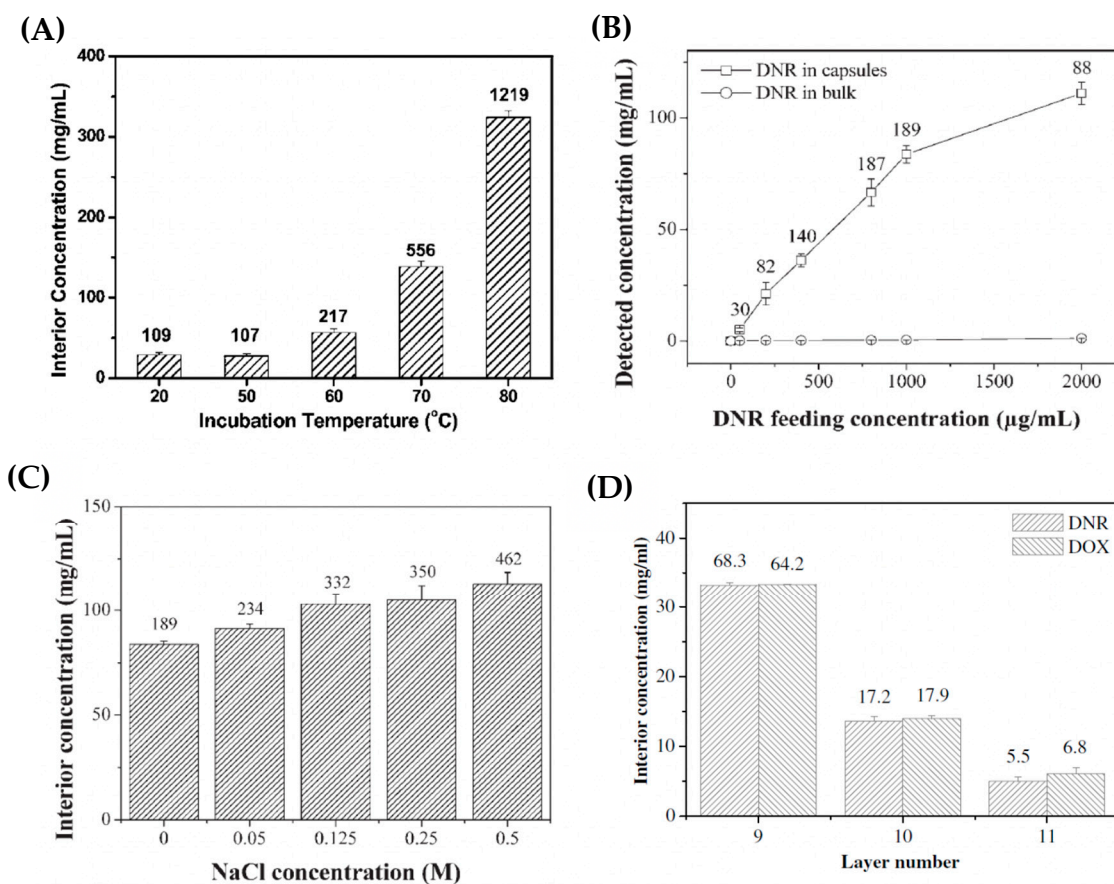 (A)
400
300
200
100
0
Interior Concentration (mg/mL)
109
107
217
556
1219
20 50 60 70 80
Incubation Temperature (°C)
(B)
DNR in capsules
DNR in bulk
100
50
0
Detected concentration (mg/mL)
30
82
140
187
189
88
0 500 1000 1500 2000
DNR feeding concentration (μg/mL)
(C)
150
100
50
0
Interior concentration (mg/mL)
189
234
332
350
462
0 0.05 0.125 0.25 0.5
NaCl concentration (M)
(D)
DNR
DOX
40
30
20
10
0
Interior concentration (mg/ml)
68.3 64.2
17.2 17.9
5.5 6.8
9 10 11
Layer number